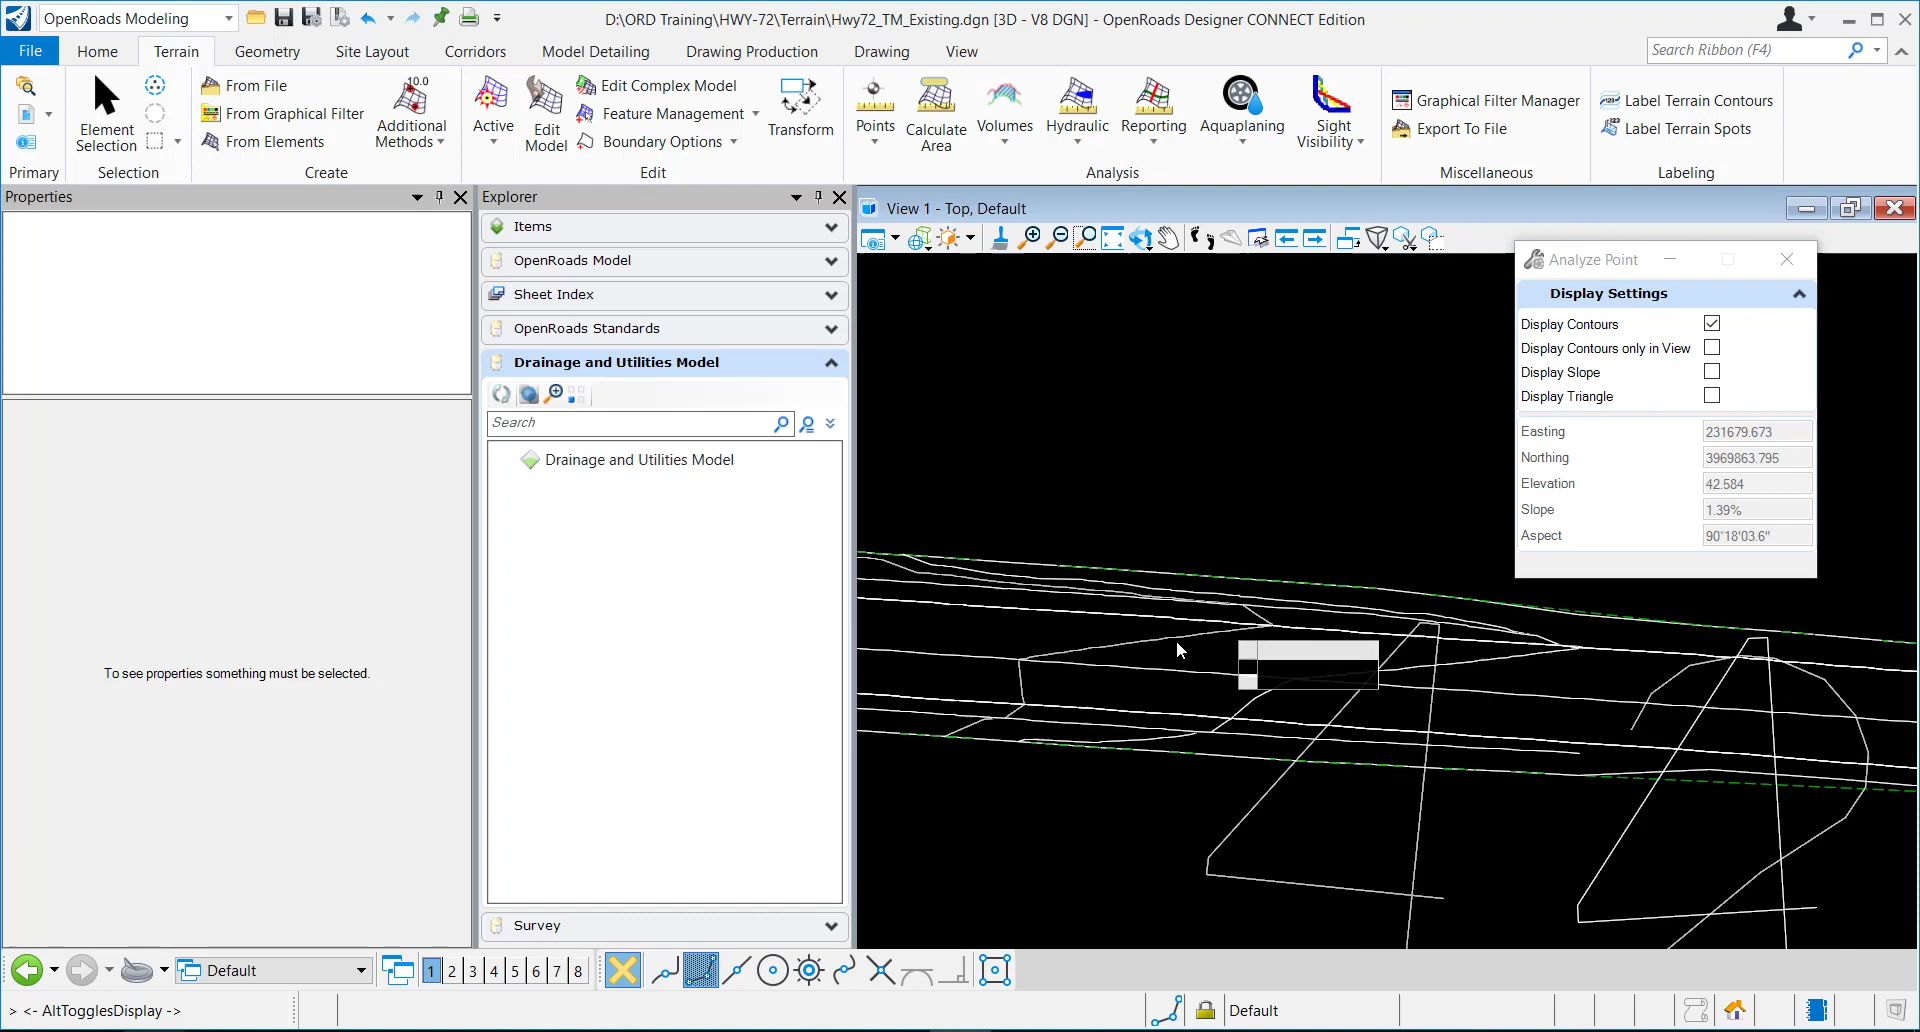 OpenRoads Modeling
D:\ORD Training\HWY-72\Terrain\Hwy72_TM_Existing.dgn [3D - V8 DGN] - OpenRoads Designer CONNECT Edition
File Home Terrain Geometry Site Layout Corridors Model Detailing Drawing Production Drawing View
Search Ribbon (F4)
Primary
Element Selection
Selection
From File
From Graphical Filter
From Elements
10.0
Additional Methods
Create
Active
Edit Model
Edit Complex Model
Feature Management
Boundary Options
Transform
Edit
Points
Calculate Area
Volumes
Hydraulic
Reporting
Aquaplaning
Sight Visibility
Analysis
Graphical Filter Manager
Export To File
Miscellaneous
Label Terrain Contours
Label Terrain Spots
Labeling
Properties
To see properties something must be selected.
Explorer
Items
OpenRoads Model
Sheet Index
OpenRoads Standards
Drainage and Utilities Model
Search
Drainage and Utilities Model
Survey
View 1 - Top, Default
Analyze Point
Display Settings
Display Contours
Display Contours only in View
Display Slope
Display Triangle
Easting 231679.673
Northing 3969863.795
Elevation 42.584
Slope 1.39%
Aspect 90°18'03.6"
Default
1 2 3 4 5 6 7 8
> <- AltTogglesDisplay ->
Default